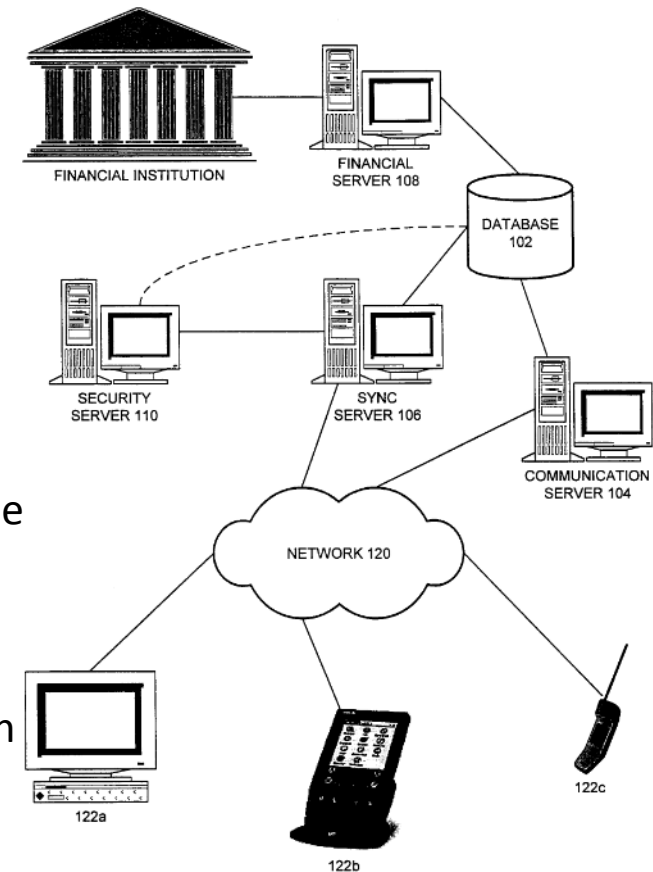 FINANCIAL INSTITUTION
FINANCIAL
SERVER 108
DATABASE
102
SECURITY
SERVER 110
SYNC
SERVER 106
COMMUNICATION
SERVER 104
e
NETWORK 120
n
122a
122b
122c